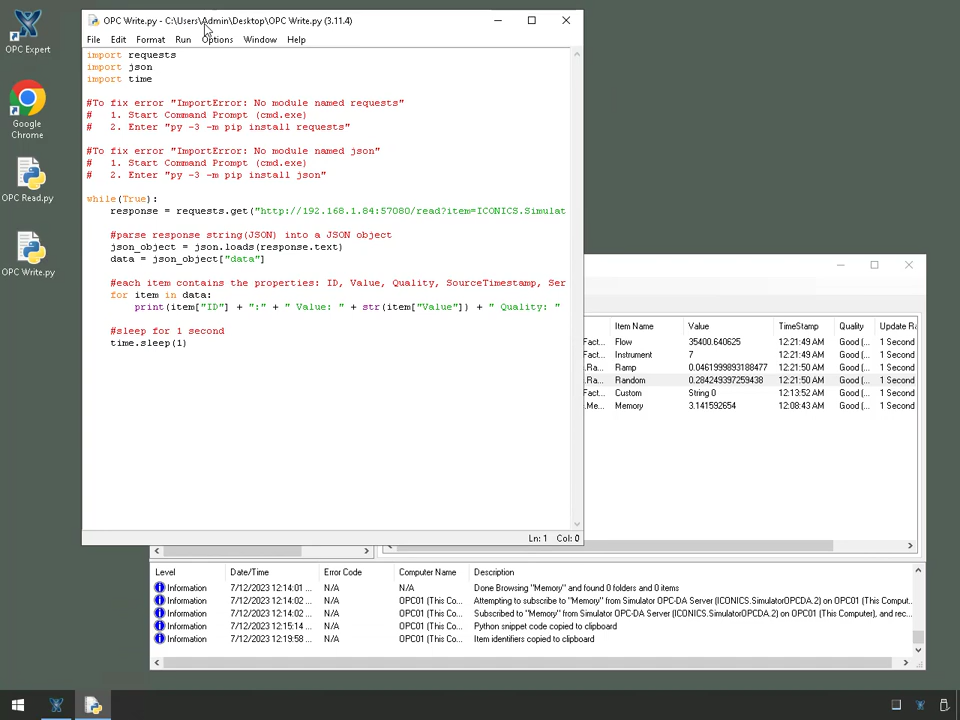 OPC Write.py - C:\Users\Admin\Desktop\OPC Write.py (3.11.4)
File Edit Format Run Options Window Help
import requests
import json
import time
#To fix error "ImportError: No module named requests"
# 1. Start Command Prompt (cmd.exe)
# 2. Enter "py -3 -m pip install requests"
#To fix error "ImportError: No module named json"
# 1. Start Command Prompt (cmd.exe)
# 2. Enter "py -3 -m pip install json"
while(True):
response = requests.get("http://192.168.1.84:57080/read?item=ICONICS.Simulat
#parse response string(JSON) into a JSON object
json_object = json.loads(response.text)
data = json_object["data"]
#each item contains the properties: ID, Value, Quality, SourceTimestamp, Ser
for item in data:
print(item["ID"] + ":" + " Value: " + str(item["Value"]) + " Quality: "
#sleep for 1 second
time.sleep(1)
Ln: 1 Col: 0
OPC Expert
Google
Chrome
OPC Read.py
OPC Write.py
Item Name Value TimeStamp Quality Update Ra
Fact... Flow 35400.640625 12:21:49 AM Good (... 1 Second
Instrument 7 12:21:49 AM Good (... 1 Second
.Ra... Ramp 0.0461999893188477 12:21:50 AM Good (... 1 Second
.Ra... Random 0.284249397259438 12:21:50 AM Good (... 1 Second
Fact... Custom String 0 12:13:52 AM Good (... 1 Second
.Me... Memory 3.141592654 12:08:43 AM Good (... 1 Second
Level Date/Time Error Code Computer Name Description
Information 7/12/2023 12:14:01 ... N/A N/A Done Browsing "Memory" and found 0 folders and 0 items
Information 7/12/2023 12:14:02 ... N/A OPC01 (This Co... Attempting to subscribe to "Memory" from Simulator OPC-DA Server (ICONICS.SimulatorOPCDA.2) on OPC01 (This Comput...
Information 7/12/2023 12:14:02 ... N/A OPC01 (This Co... Subscribed to "Memory" from Simulator OPC-DA Server (ICONICS.SimulatorOPCDA.2) on OPC01 (This Computer), and rec...
Information 7/12/2023 12:15:14 ... N/A OPC01 (This Co... Python snippet code copied to clipboard
Information 7/12/2023 12:19:58 ... N/A OPC01 (This Co... Item identifiers copied to clipboard